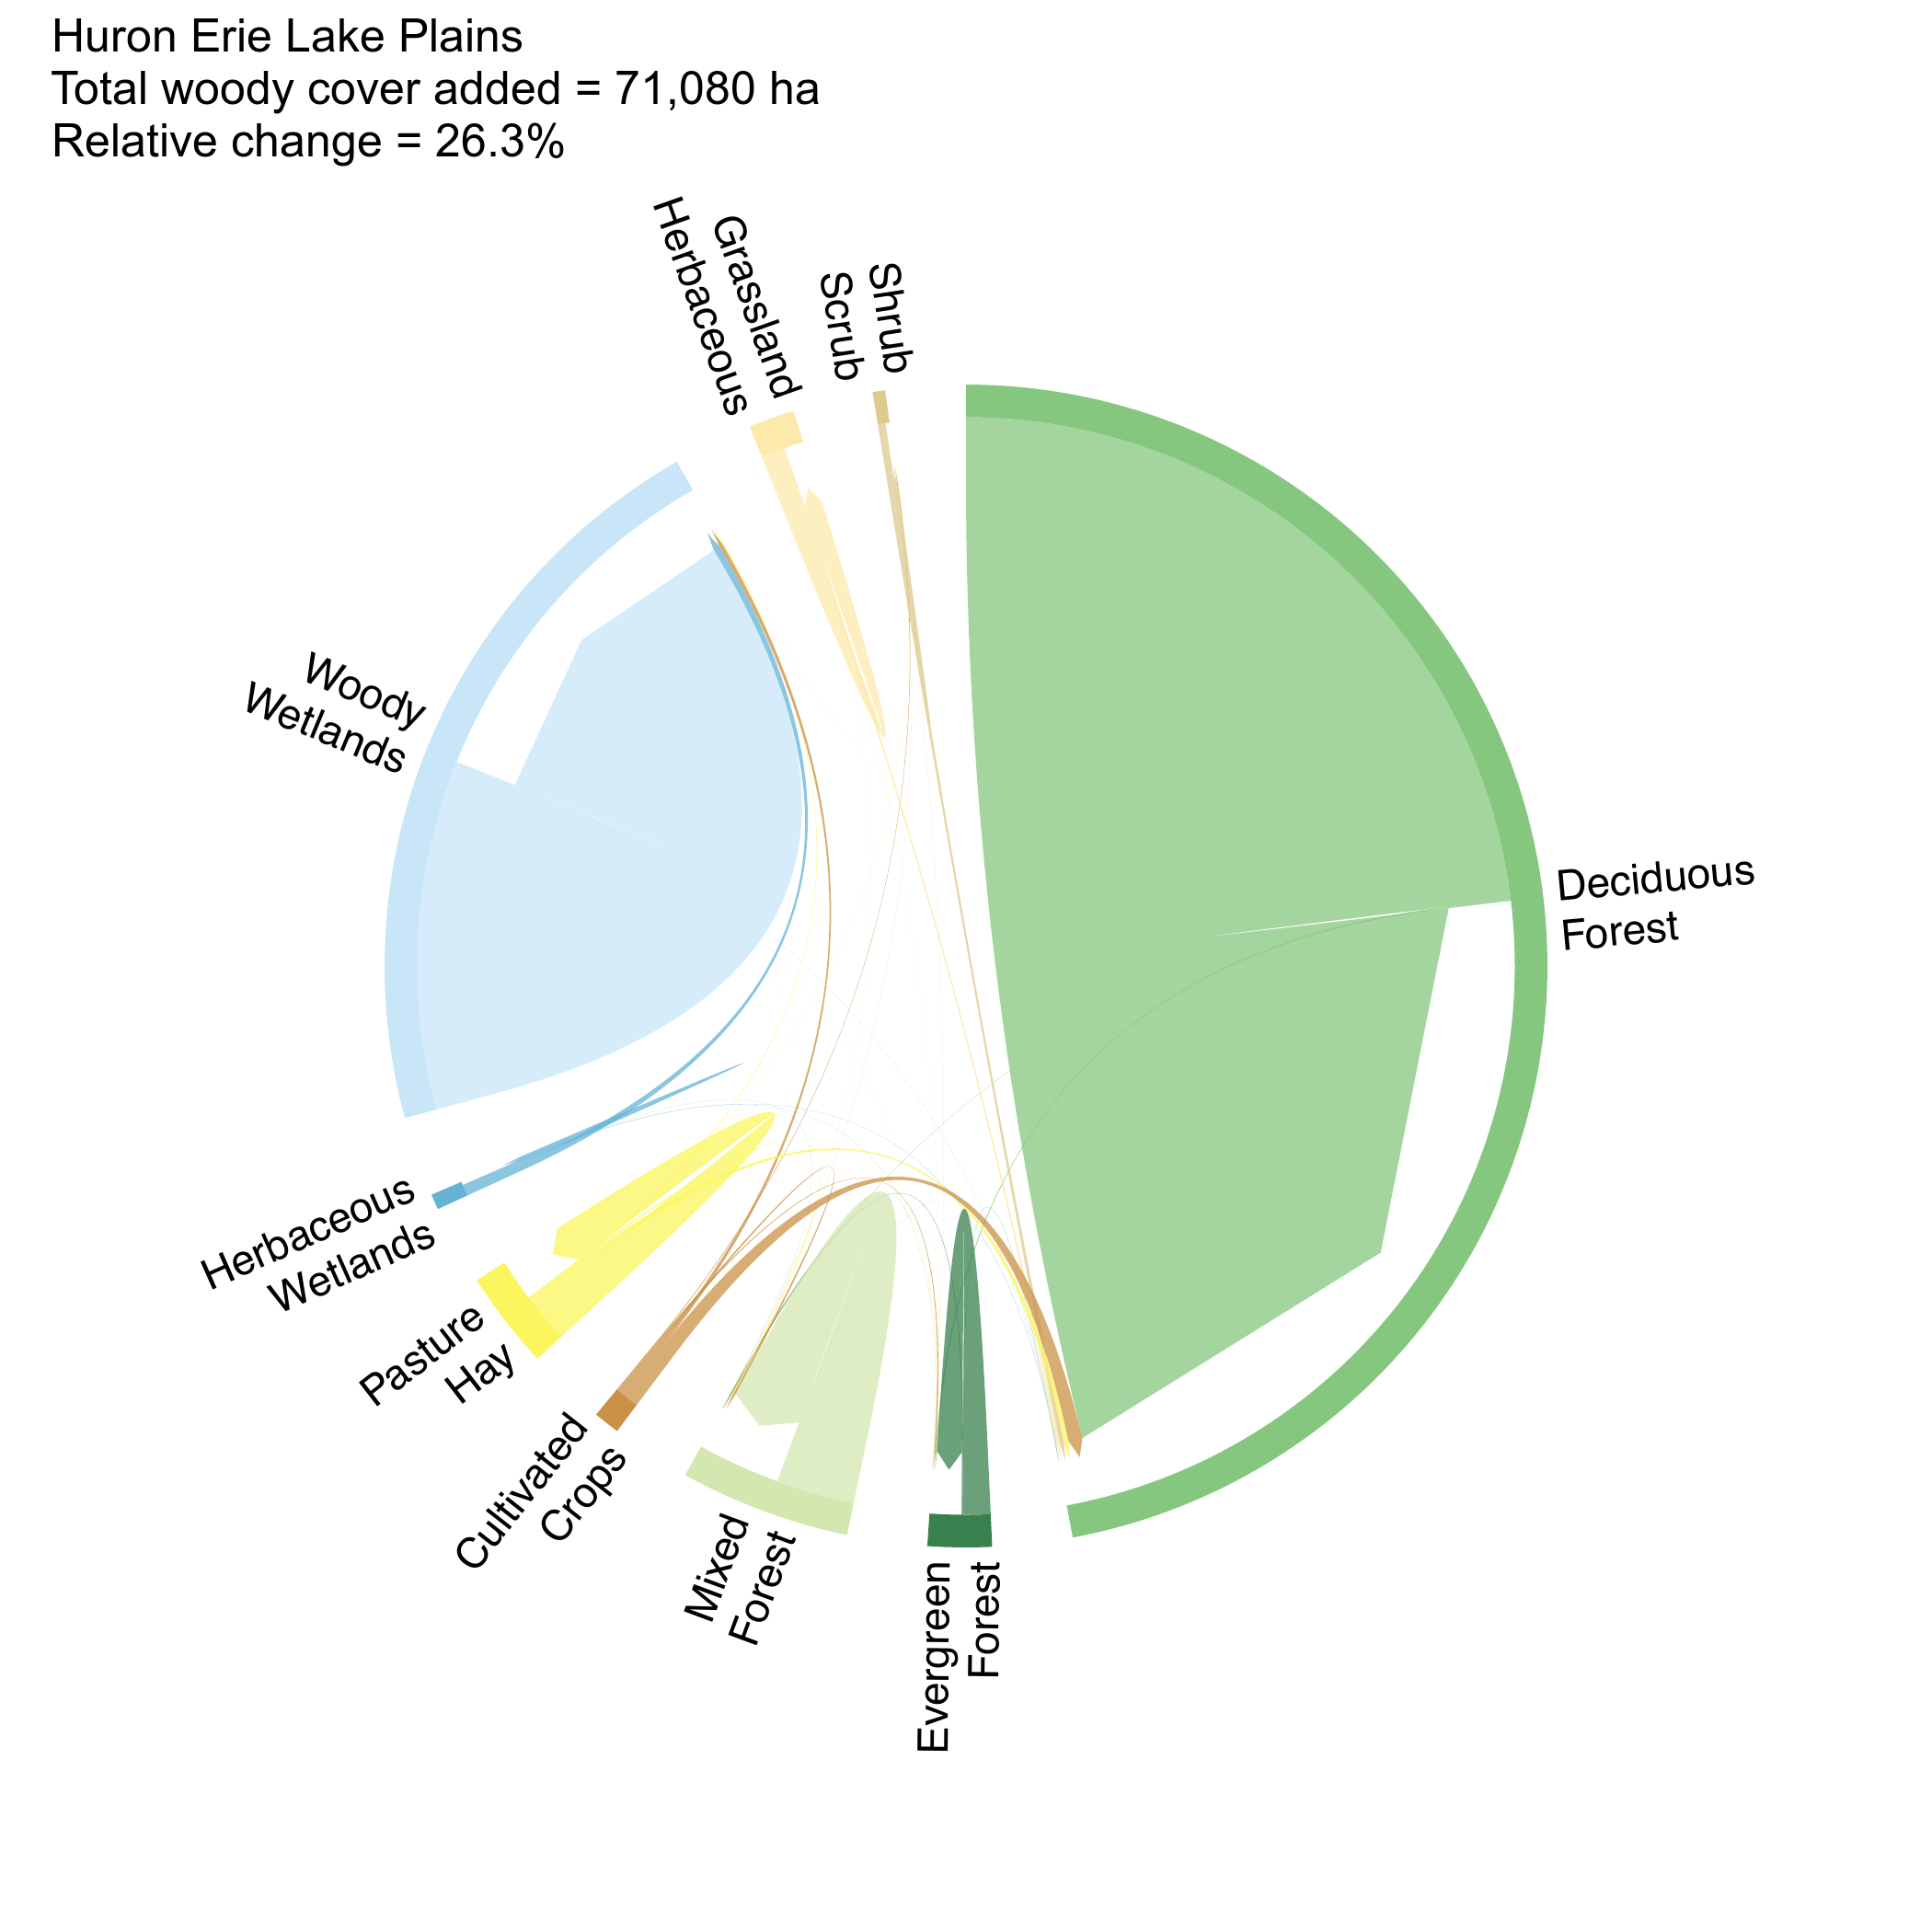 Huron Erie Lake Plains
Total woody cover added = 71,080 ha
Relative change = 26.3%
Grassland
Herbaceous
Shrub
Scrub
Woody
Wetlands
Deciduous
Forest
Herbaceous
Wetlands
Pasture
Hay
Cultivated
Crops
Mixed
Forest
Evergreen
Forest